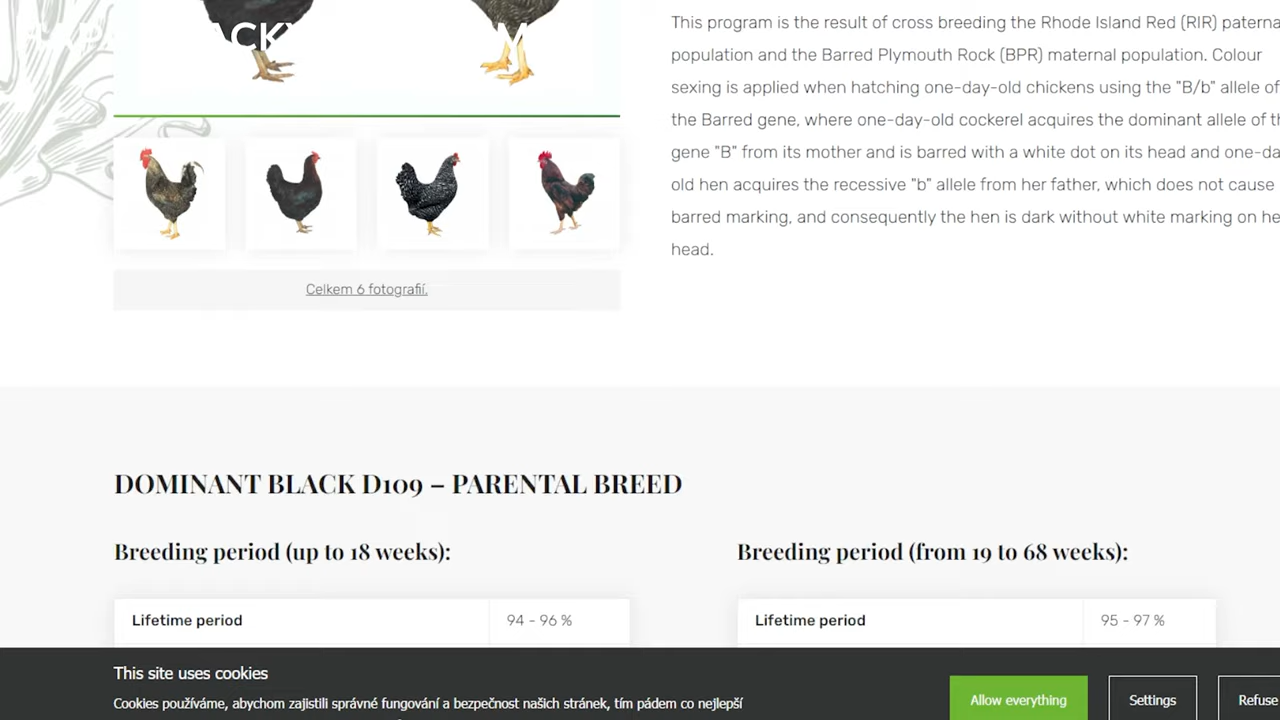 This program is the result of cross breeding the Rhode Island Red (RIR)
population and the Barred Plymouth Rock (BPR) maternal population. Colour
sexing is applied when hatching one-day-old chickens using the "B/b" allele of
the Barred gene, where one-day-old cockerel acquires the dominant allele of
gene "B" from its mother and is barred with a white dot on its head and
old hen acquires the recessive "b" allele from her father, which does not cause
barred marking, and consequently the hen is dark without white marking on
head.
Celkem 6 fotografií.
DOMINANT BLACK D109 – PARENTAL BREED
Breeding period (up to 18 weeks):
Breeding period (from 19 to 68 weeks):
Lifetime period 94 - 96 %
Lifetime period 95 - 97 %
This site uses cookies
Cookies používáme, abychom zajistili správné fungování a bezpečnost našich stránek, tím pádem co nejlepší
Allow everything
Settings
Refuse